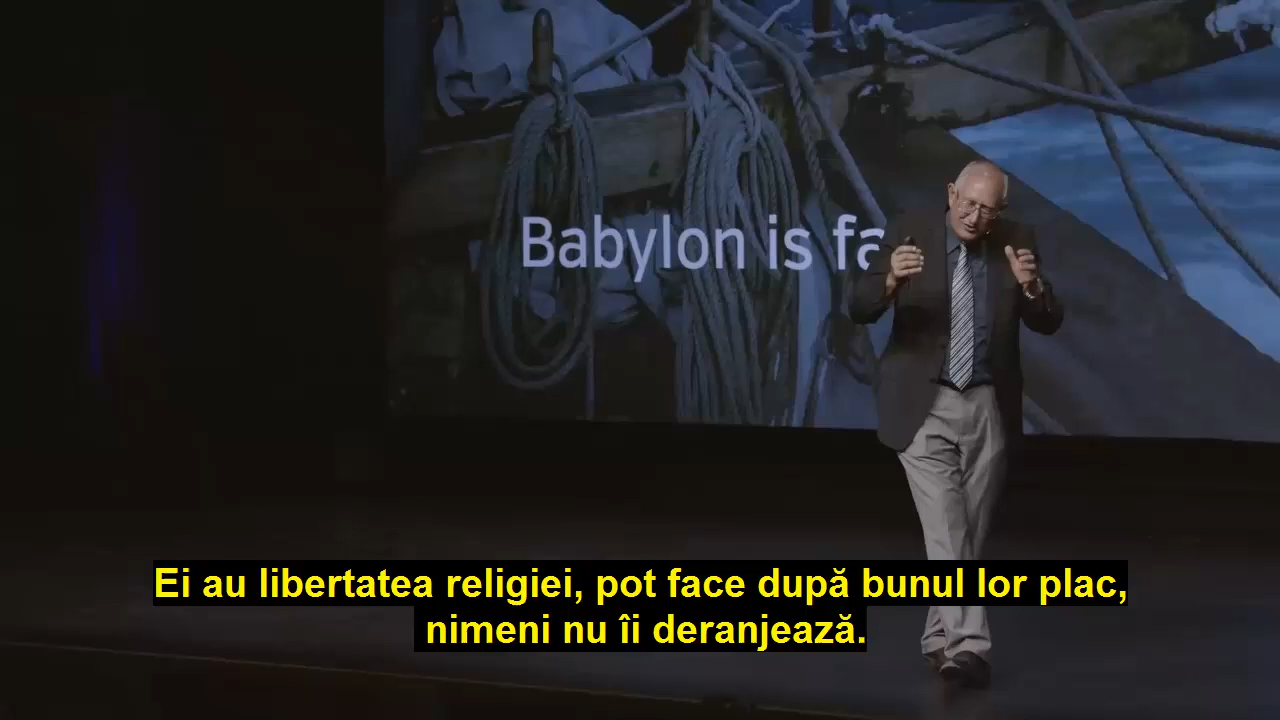 Babylon is fa
Ei au libertatea religiei, pot face după bunul lor plac,
nimeni nu îi deranjează.